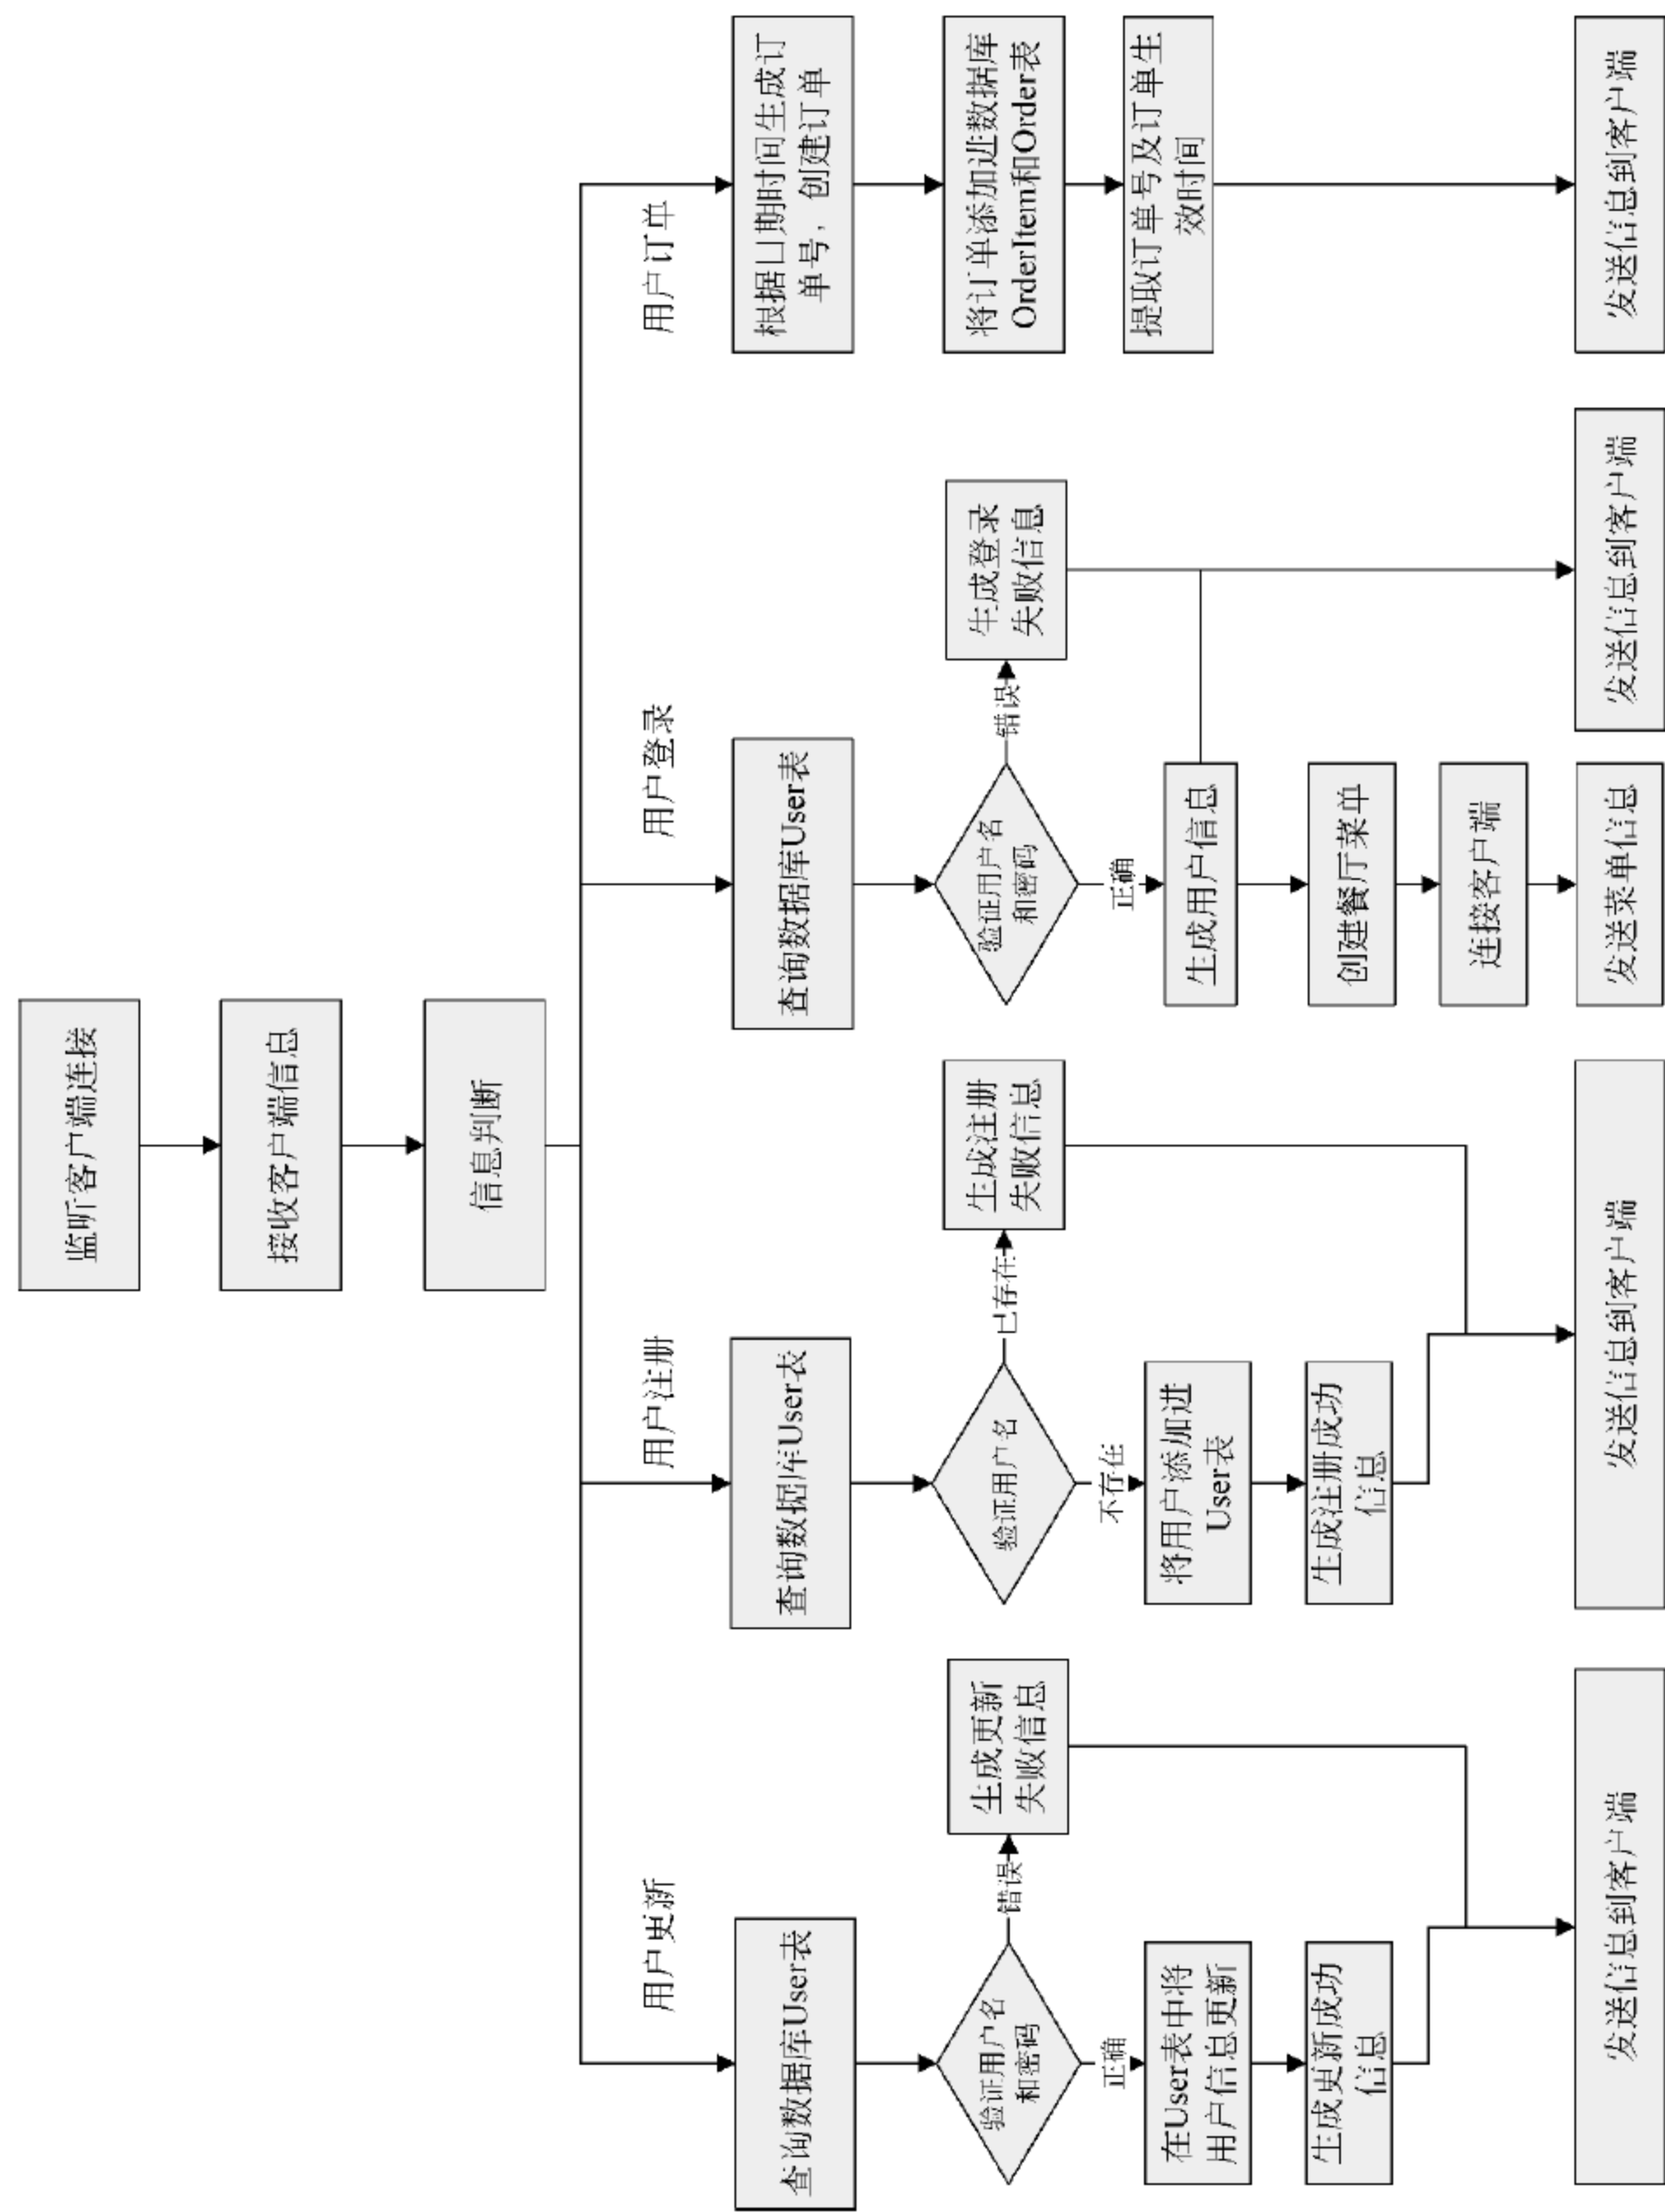 监听客户端连接
接收客户端信息
信息判断
用户更新
用户注册
用户登录
用户订单
查询数据库User表
验证用户名
和密码
错误
生成更新
失败信息
正确
在User表中将
用户信息更新
生成更新成功
信息
发送信息到客户端
查询数据库User表
验证用户名
已存在
生成注册
失败信息
不存在
将用户添加进
User表
生成注册成功
信息
发送信息到客户端
查询数据库User表
验证用户名
和密码
错误
生成登录
失败信息
正确
生成用户信息
创建餐厅菜单
连接客户端
发送菜单信息
发送信息到客户端
根据日期时间生成订
单号，创建订单
将订单添加进数据库
OrderItem和Order表
提取订单号及订单生
效时间
发送信息到客户端